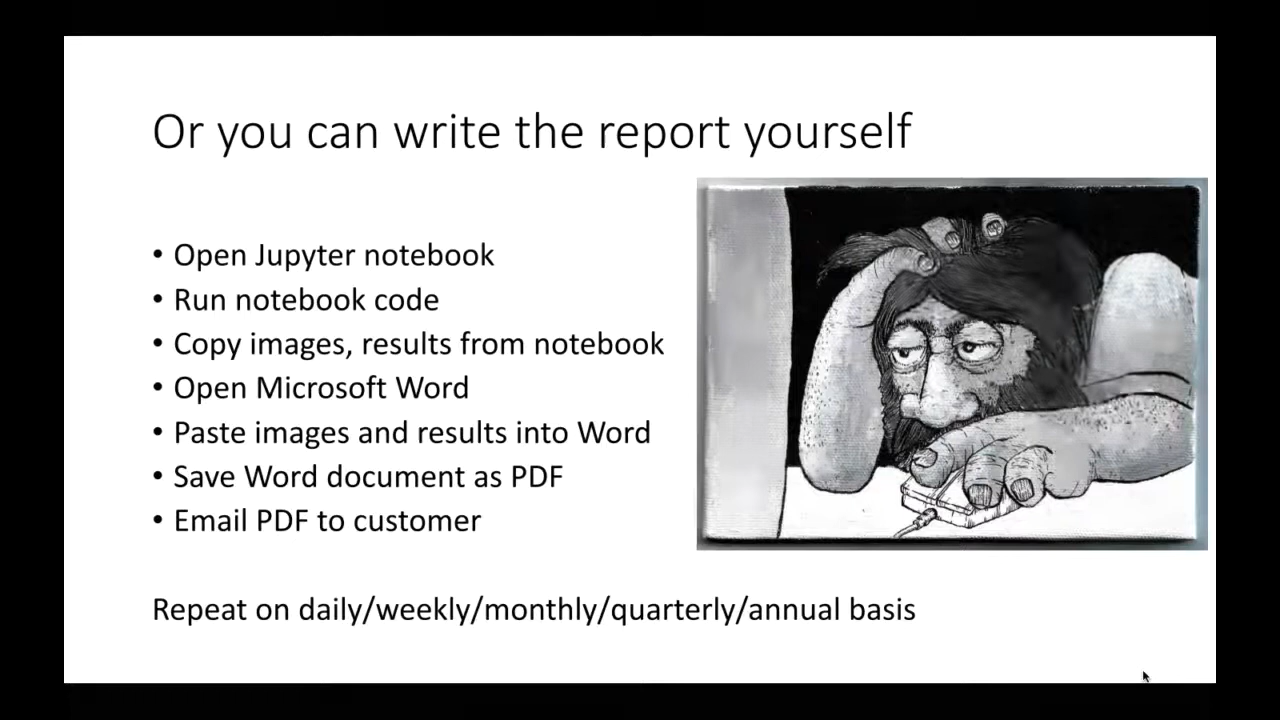 Or you can write the report yourself
• Open Jupyter notebook
• Run notebook code
• Copy images, results from notebook
• Open Microsoft Word
• Paste images and results into Word
• Save Word document as PDF
• Email PDF to customer
Repeat on daily/weekly/monthly/quarterly/annual basis